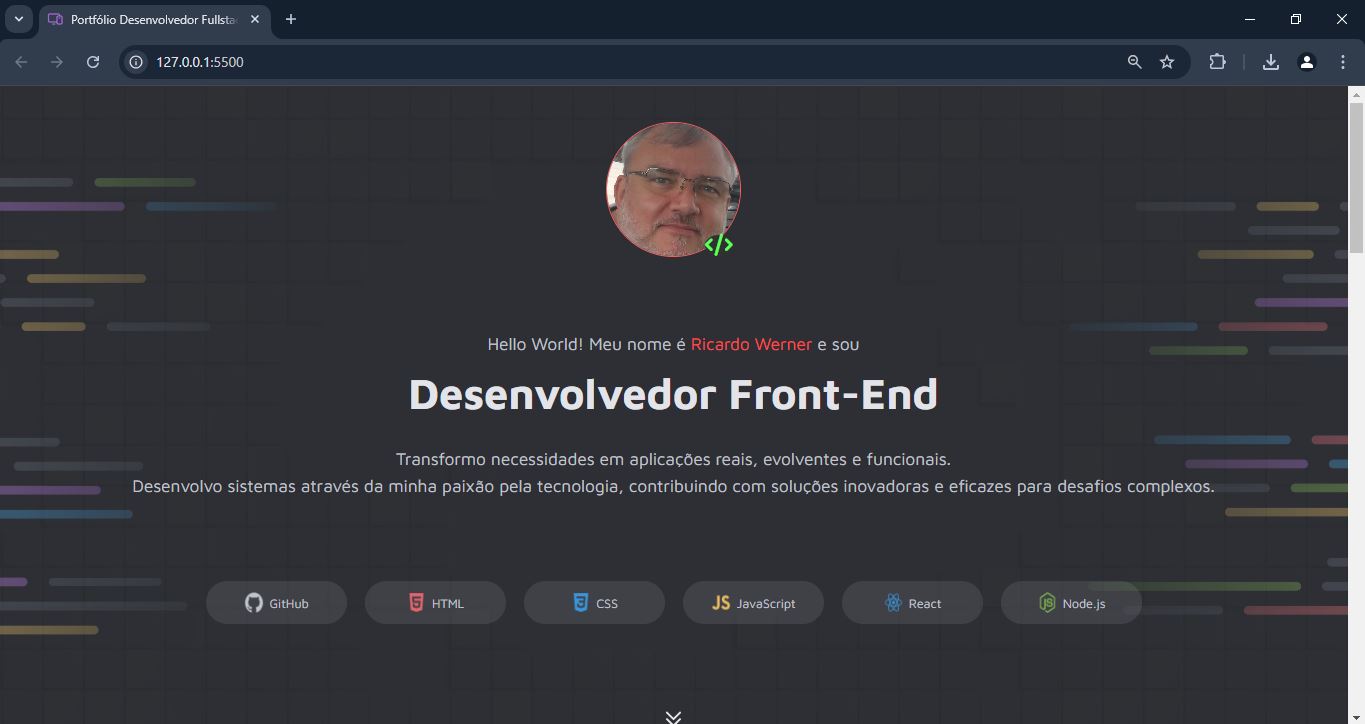 Portfólio Desenvolvedor Fullsta
127.0.0.1:5500
</>
Hello World! Meu nome é Ricardo Werner e sou
Desenvolvedor Front-End
Transformo necessidades em aplicações reais, evolventes e funcionais.
Desenvolvo sistemas através da minha paixão pela tecnologia, contribuindo com soluções inovadoras e eficazes para desafios complexos.
GitHub HTML CSS JS JavaScript React Node.js